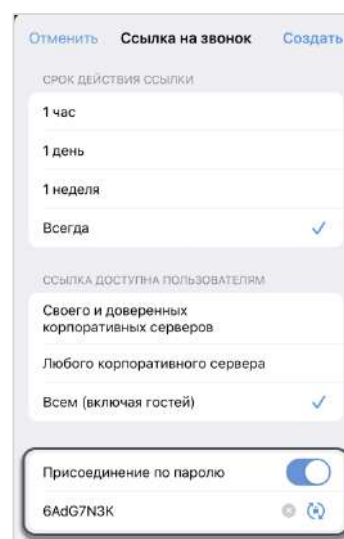 Отменить Ссылка на звонок Создать
СРОК ДЕЙСТВИЯ ССЫЛКИ
1 час
1 день
1 неделя
Всегда
ССЫЛКА ДОСТУПНА ПОЛЬЗОВАТЕЛЯМ
Своего и доверенных
корпоративных серверов
Любого корпоративного сервера
Всем (включая гостей)
Присоединение по паролю
6AdG7N3K